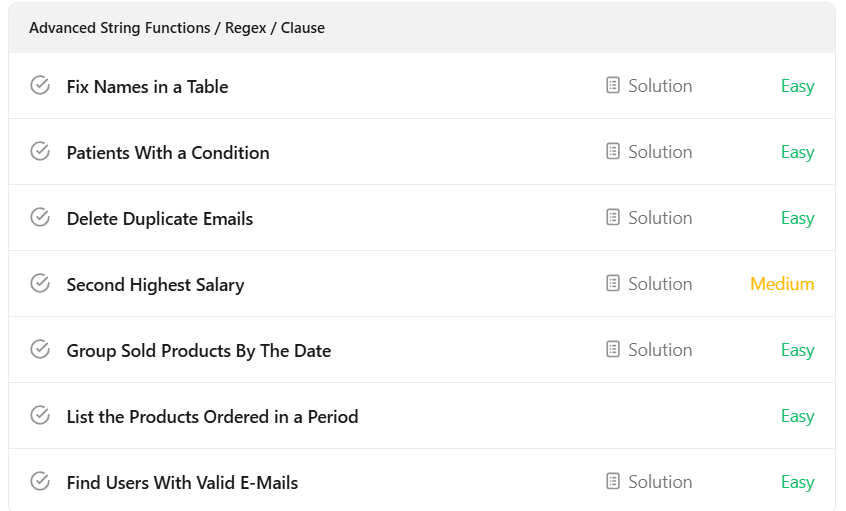 Advanced String Functions / Regex / Clause
Fix Names in a Table Solution Easy
Patients With a Condition Solution Easy
Delete Duplicate Emails Solution Easy
Second Highest Salary Solution Medium
Group Sold Products By The Date Solution Easy
List the Products Ordered in a Period Easy
Find Users With Valid E-Mails Solution Easy